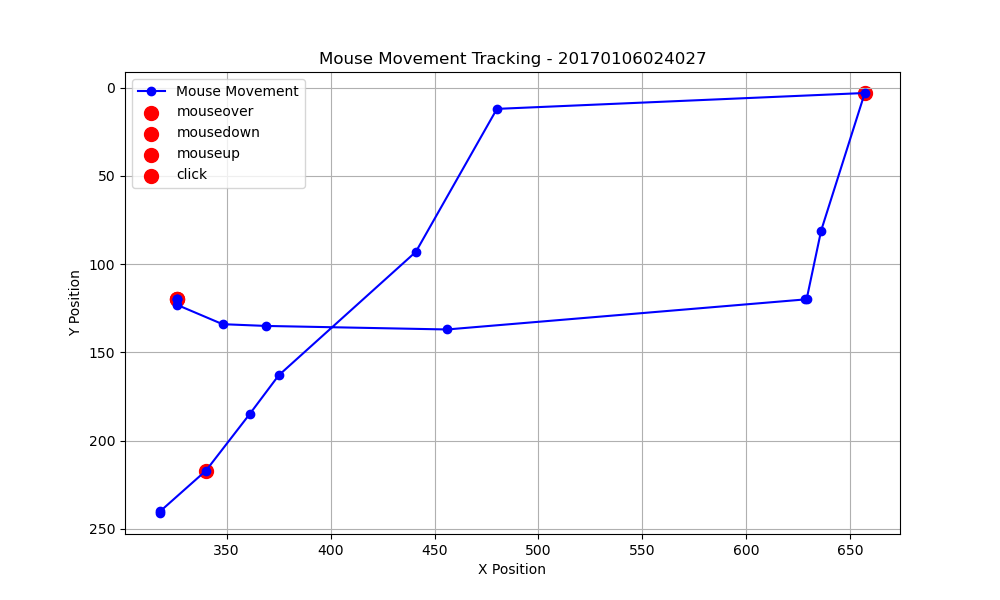 Mouse Movement Tracking - 20170106024027
Mouse Movement
mouseover
mousedown
mouseup
click
0
50
100
150
200
250
Y Position
350
400
450
500
550
600
650
X Position